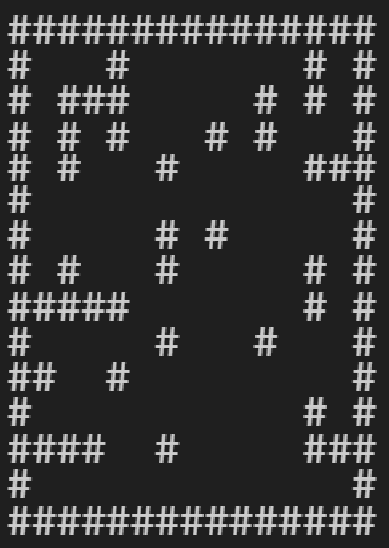 ###############
#   #       # #
# ###     # # #
# # #   # #   #
# #   #     ###
#             #
#     # #     #
# #   #     # #
#####       # #
#     #   #   #
##  #         #
#           # #
####  #     ###
#             #
###############